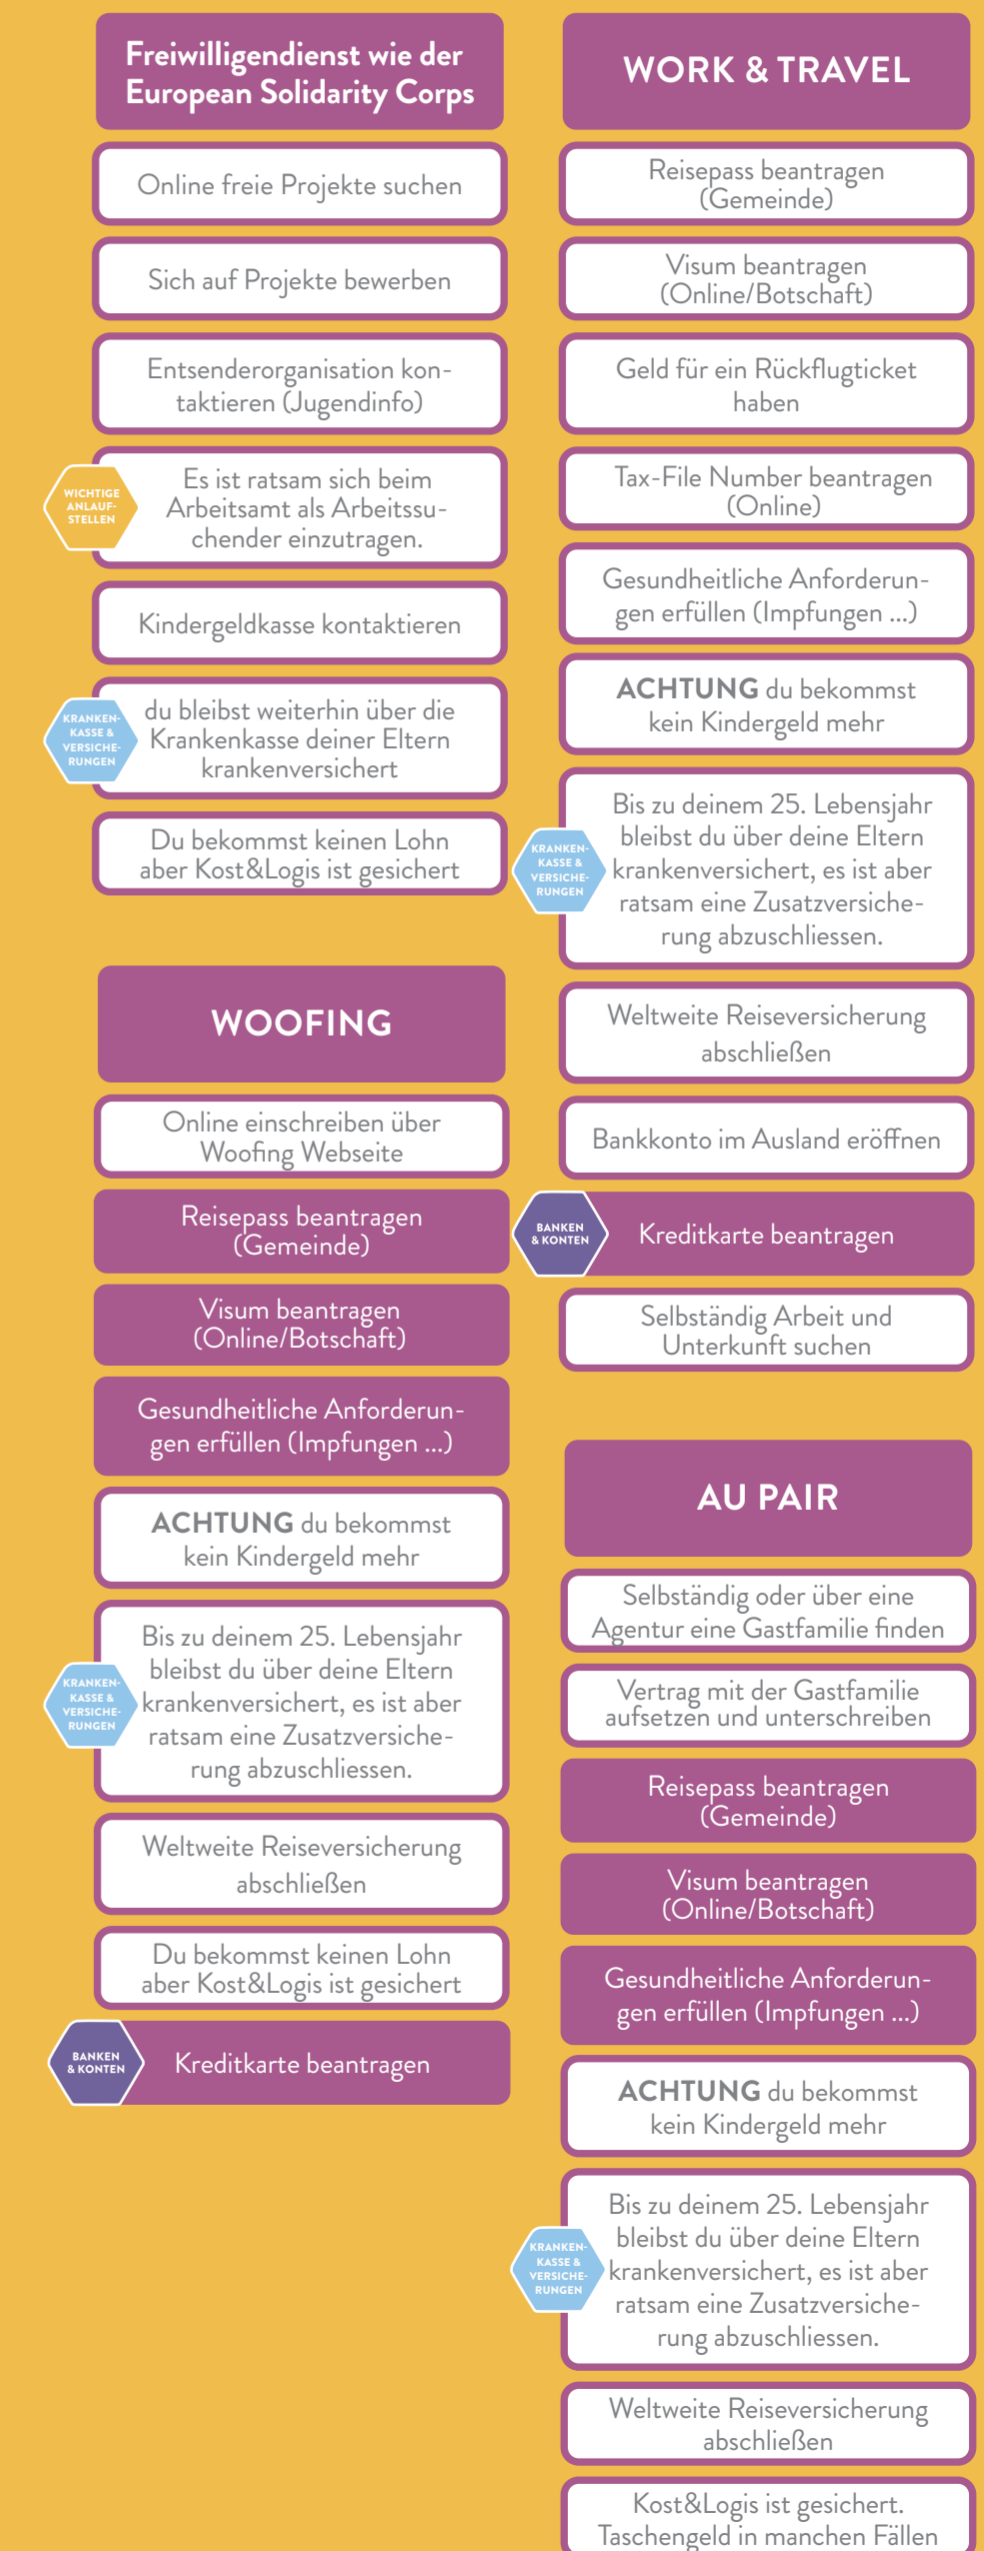 Freiwilligendienst wie der
European Solidarity Corps
Online freie Projekte suchen
Sich auf Projekte bewerben
Entsenderorganisation kon-
taktieren (Jugendinfo)
WICHTIGE
ANLAUF-
STELLEN
Es ist ratsam sich beim
Arbeitsamt als Arbeitssu-
chender einzutragen.
Kindergeldkasse kontaktieren
KRANKEN-
KASSE &
VERSICHE-
RUNGEN
du bleibst weiterhin über die
Krankenkasse deiner Eltern
krankenversichert
Du bekommst keinen Lohn
aber Kost&Logis ist gesichert
WOOFING
Online einschreiben über
Woofing Webseite
Reisepass beantragen
(Gemeinde)
Visum beantragen
(Online/Botschaft)
Gesundheitliche Anforderun-
gen erfüllen (Impfungen ...)
ACHTUNG du bekommst
kein Kindergeld mehr
KRANKEN-
KASSE &
VERSICHE-
RUNGEN
Bis zu deinem 25. Lebensjahr
bleibst du über deine Eltern
krankenversichert, es ist aber
ratsam eine Zusatzversiche-
rung abzuschliessen.
Weltweite Reiseversicherung
abschließen
Du bekommst keinen Lohn
aber Kost&Logis ist gesichert
BANKEN
& KONTEN
Kreditkarte beantragen
WORK & TRAVEL
Reisepass beantragen
(Gemeinde)
Visum beantragen
(Online/Botschaft)
Geld für ein Rückflugticket
haben
Tax-File Number beantragen
(Online)
Gesundheitliche Anforderun-
gen erfüllen (Impfungen ...)
ACHTUNG du bekommst
kein Kindergeld mehr
KRANKEN-
KASSE &
VERSICHE-
RUNGEN
Bis zu deinem 25. Lebensjahr
bleibst du über deine Eltern
krankenversichert, es ist aber
ratsam eine Zusatzversiche-
rung abzuschliessen.
Weltweite Reiseversicherung
abschließen
Bankkonto im Ausland eröffnen
BANKEN
& KONTEN
Kreditkarte beantragen
Selbständig Arbeit und
Unterkunft suchen
AU PAIR
Selbständig oder über eine
Agentur eine Gastfamilie finden
Vertrag mit der Gastfamilie
aufsetzen und unterschreiben
Reisepass beantragen
(Gemeinde)
Visum beantragen
(Online/Botschaft)
Gesundheitliche Anforderun-
gen erfüllen (Impfungen ...)
ACHTUNG du bekommst
kein Kindergeld mehr
KRANKEN-
KASSE &
VERSICHE-
RUNGEN
Bis zu deinem 25. Lebensjahr
bleibst du über deine Eltern
krankenversichert, es ist aber
ratsam eine Zusatzversiche-
rung abzuschliessen.
Weltweite Reiseversicherung
abschließen
Kost&Logis ist gesichert.
Taschengeld in manchen Fällen